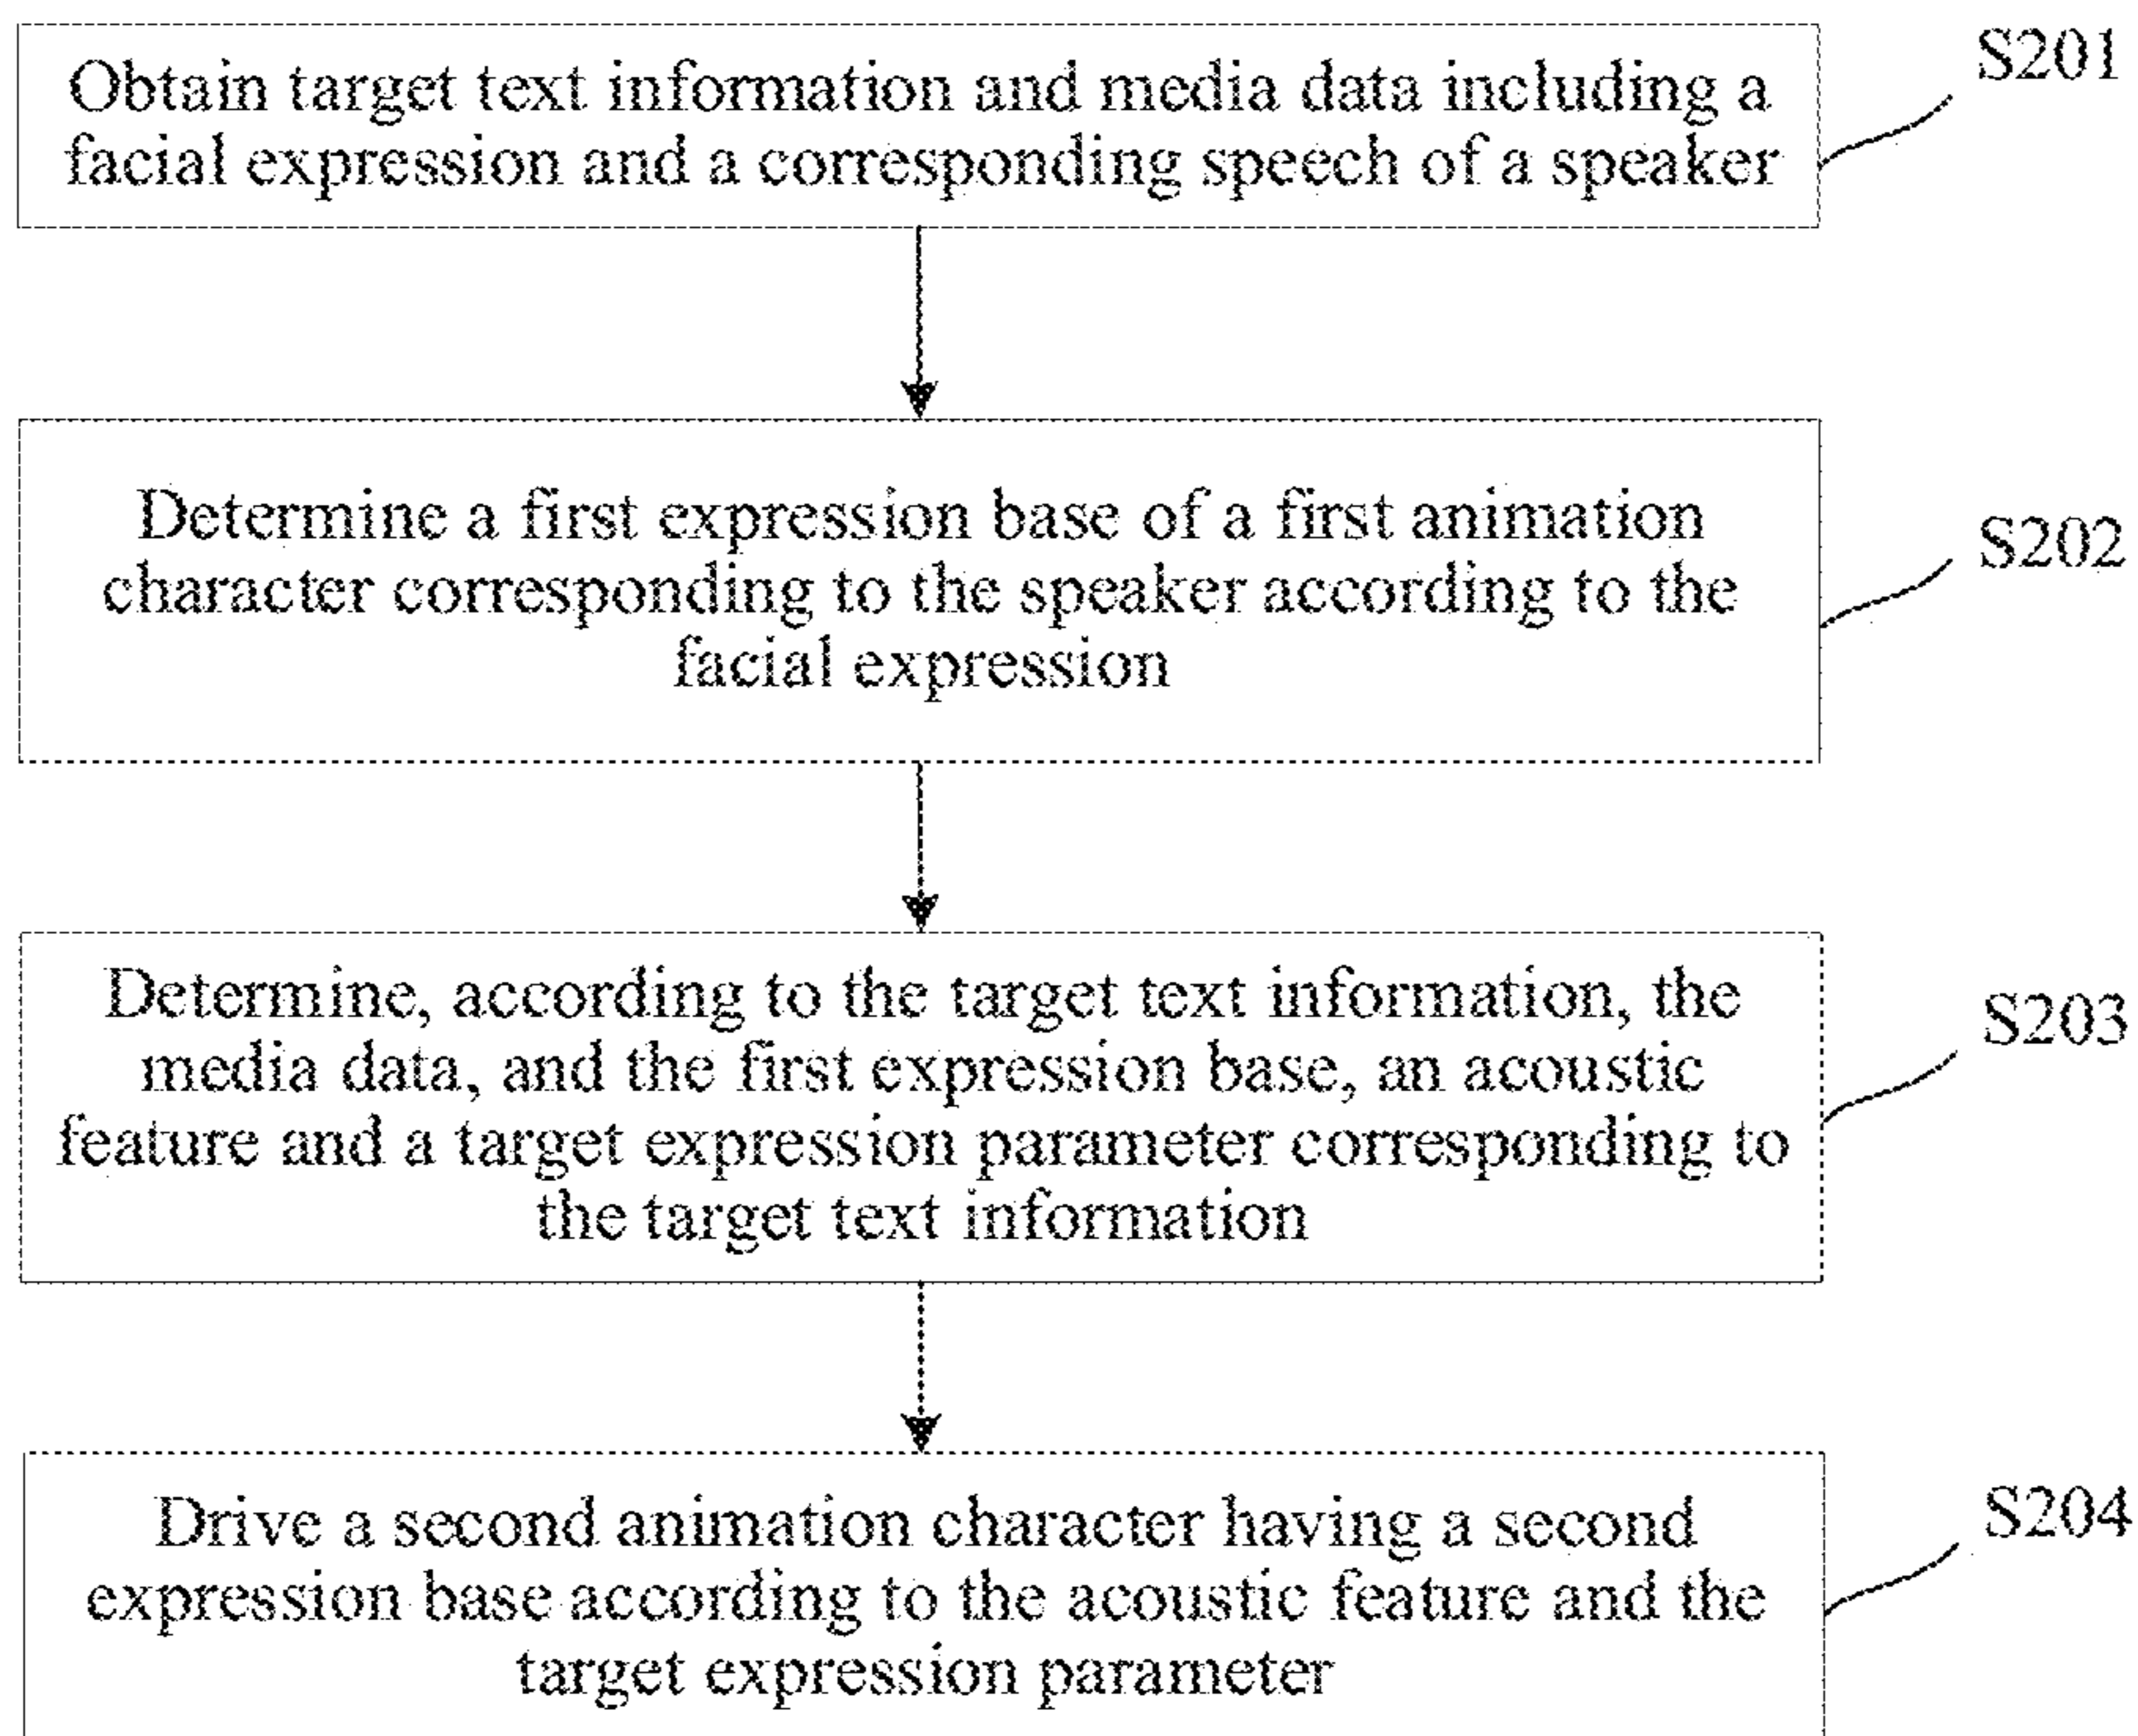 Obtain target text information and media data including a
facial expression and a corresponding speech of a speaker
S201
Determine a first expression base of a first animation
character corresponding to the speaker according to the
facial expression
S202
Determine, according to the target text information, the
media data, and the first expression base, an acoustic
feature and a target expression parameter corresponding to
the target text information
S203
Drive a second animation character having a second
expression base according to the acoustic feature and the
target expression parameter
S204